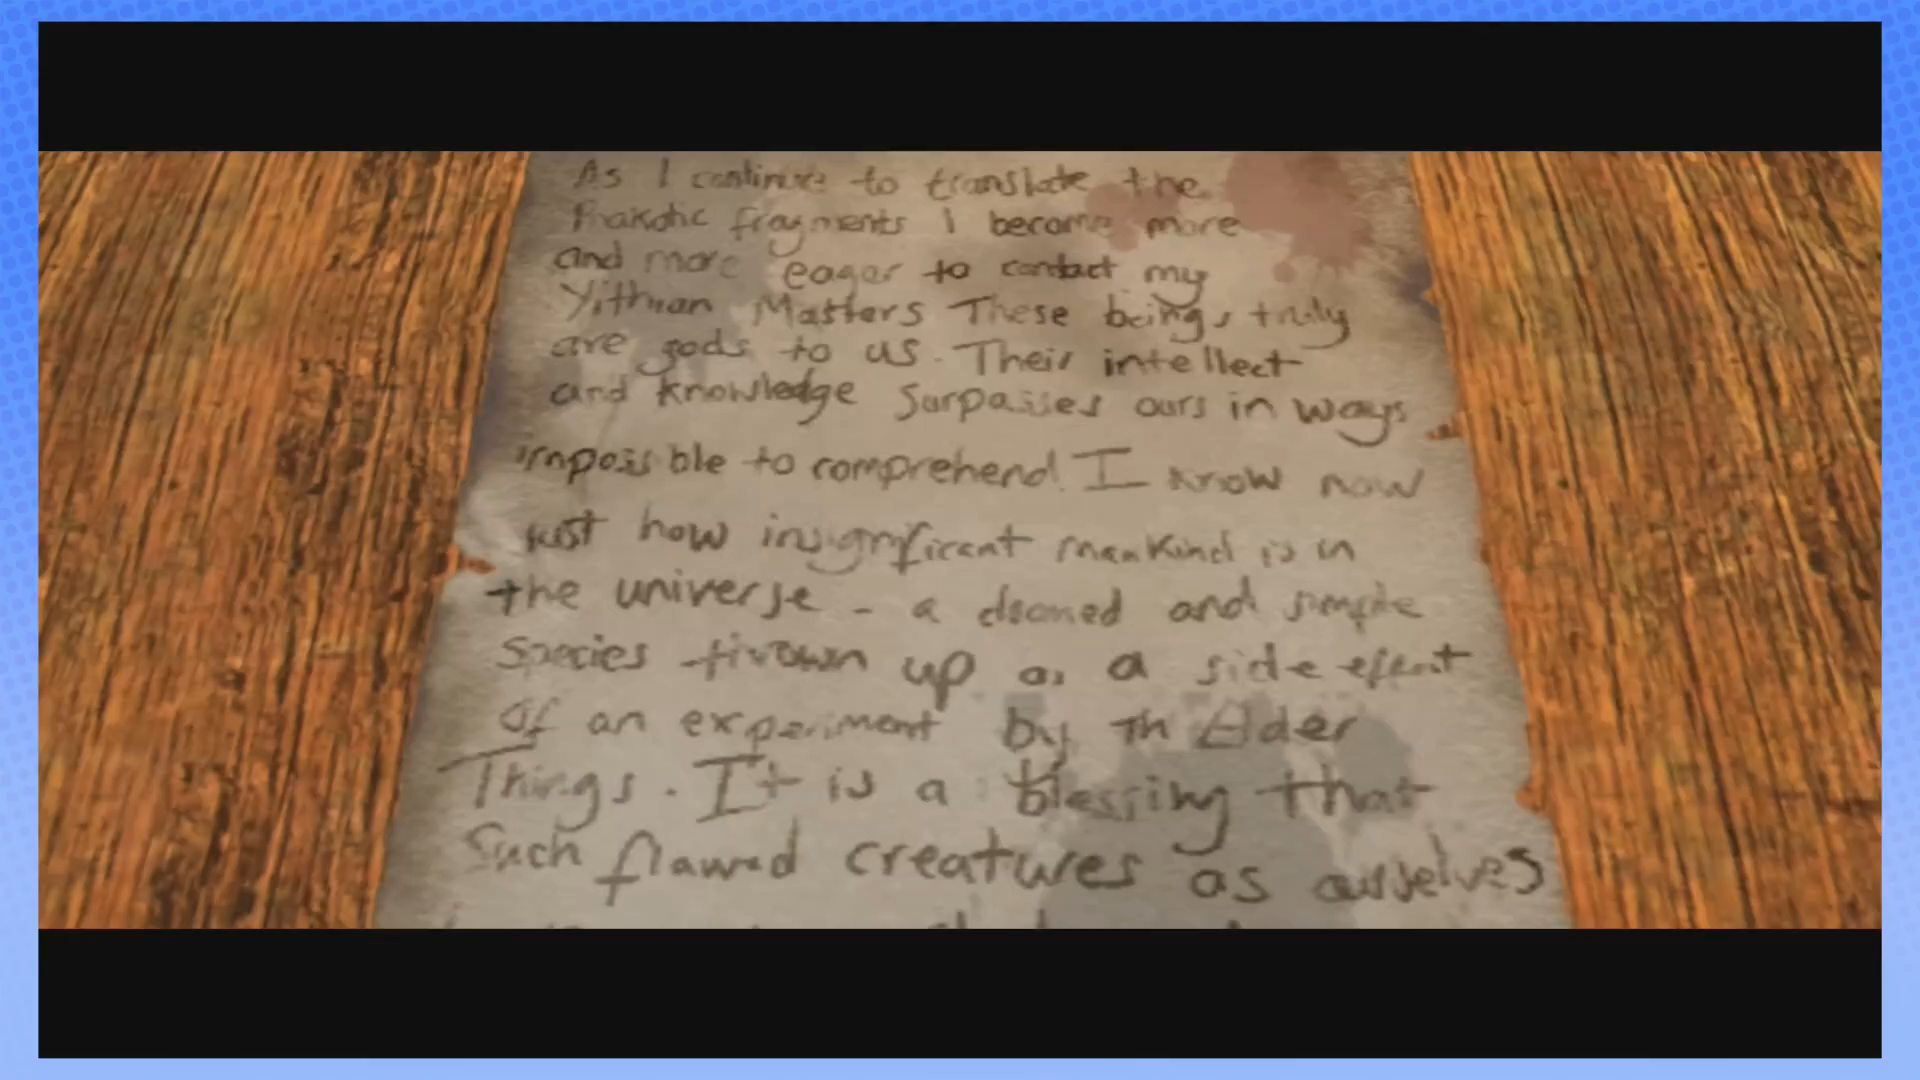 As I continue to translate the
Pnakotic fragments I become more
and more eager to contact my
Yithian Masters These beings truly
are gods to us. Their intellect
and knowledge surpasses ours in ways
impossible to comprehend. I know now
just how insignificant mankind is in
the universe - a doomed and simple
species thrown up as a side effect
of an experiment by Th Elder
Things. It is a blessing that
Such flawed creatures as ourselves